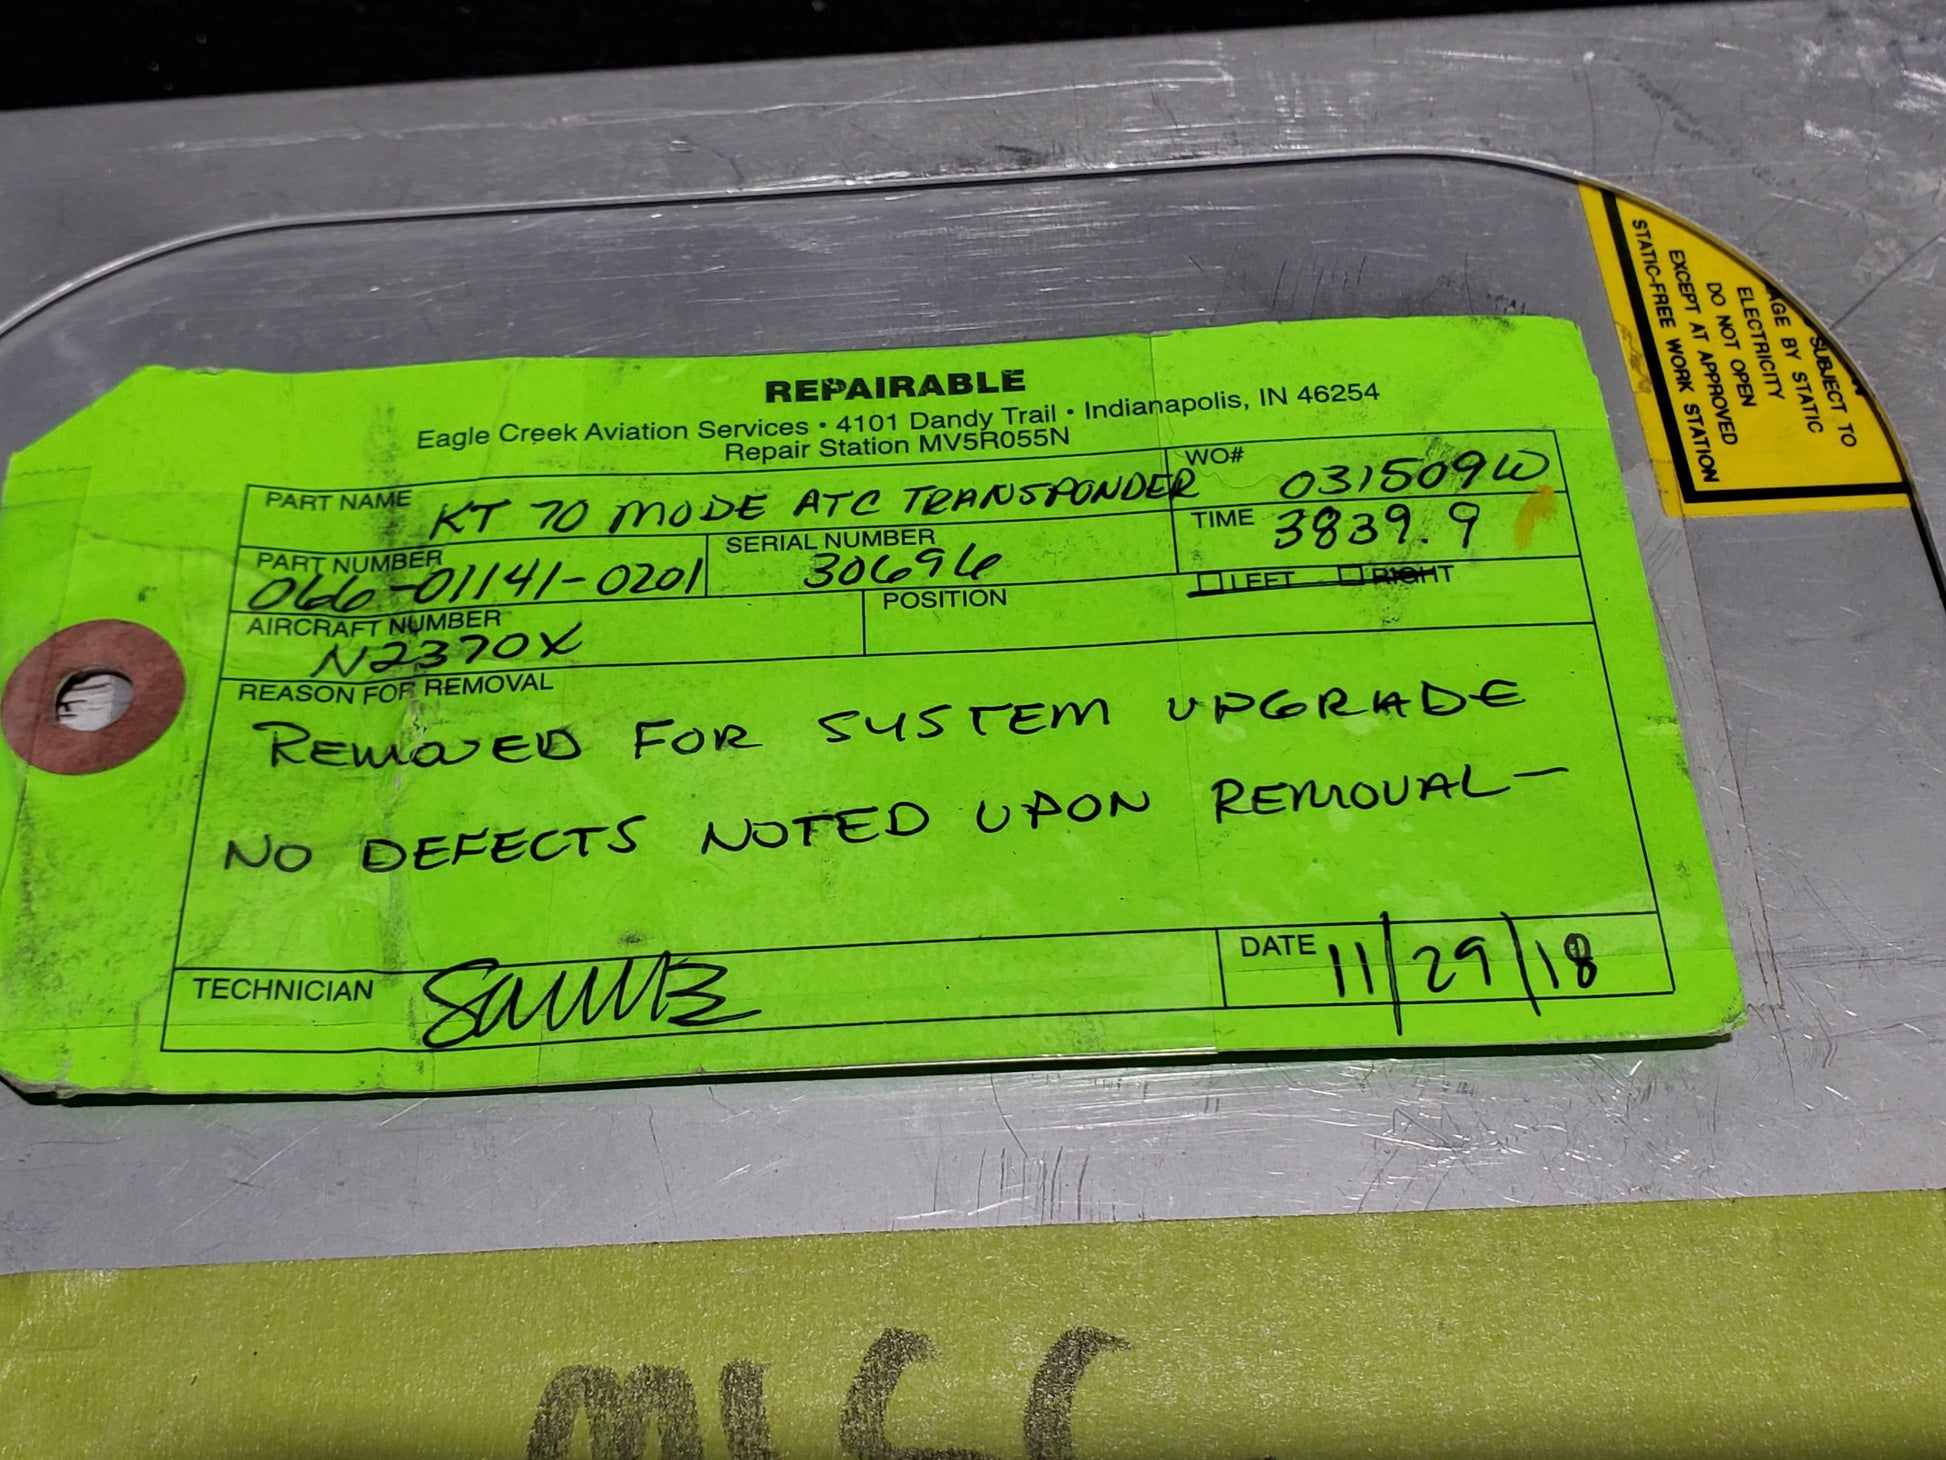 REPAIRABLE
Eagle Creek Aviation Services • 4101 Dandy Trail • Indianapolis, IN 46254
Repair Station MV5R055N
PART NAME KT 70 MODE ATC TRANSPONDER
WO# 031509W
PART NUMBER 066-01141-0201
SERIAL NUMBER 30696
TIME 3839.9
AIRCRAFT NUMBER N2370X
POSITION
LEFT RIGHT
REASON FOR REMOVAL
REMOVED FOR SYSTEM UPGRADE
NO DEFECTS NOTED UPON REMOVAL —
TECHNICIAN
DATE 11/29/18
SUBJECT TO
AGE BY STATIC
ELECTRICITY
DO NOT OPEN
EXCEPT AT APPROVED
STATIC-FREE WORK STATION